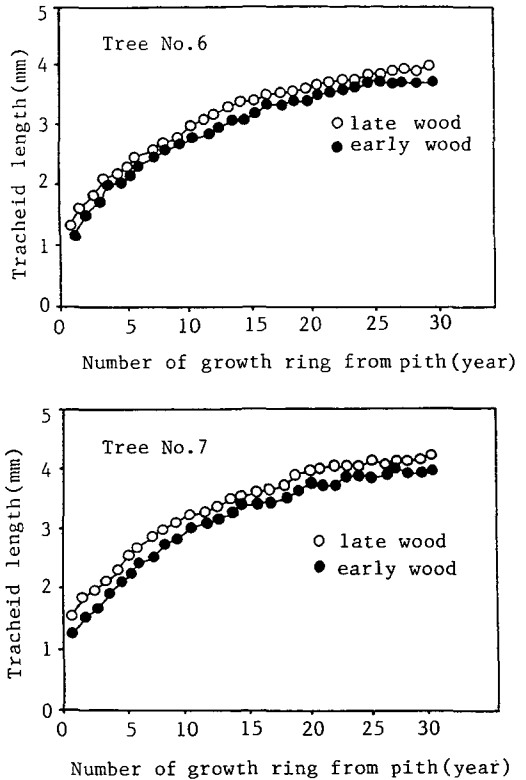 Tree No.6
Tracheid length(mm)
5
4
3
2
1
0
○ late wood
● early wood
0 5 10 15 20 25 30
Number of growth ring from pith(year)
Tree No.7
Tracheid length(mm)
5
4
3
2
1
0
○ late wood
● early wood
0 5 10 15 20 25 30
Number of growth ring from pith(year)